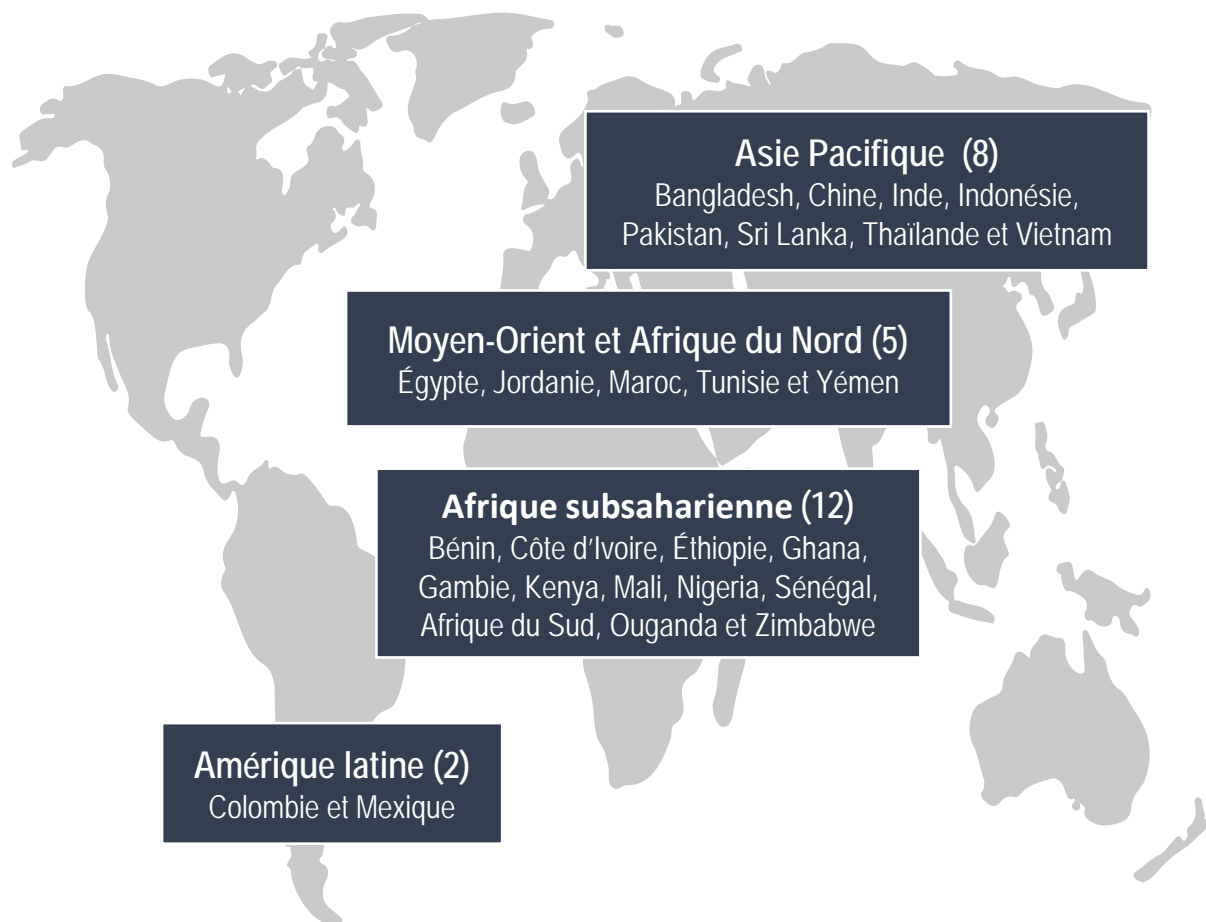 Asie Pacifique (8)
Bangladesh, Chine, Inde, Indonésie,
Pakistan, Sri Lanka, Thaïlande et Vietnam
Moyen-Orient et Afrique du Nord (5)
Égypte, Jordanie, Maroc, Tunisie et Yémen
Afrique subsaharienne (12)
Bénin, Côte d’Ivoire, Éthiopie, Ghana,
Gambie, Kenya, Mali, Nigeria, Sénégal,
Afrique du Sud, Ouganda et Zimbabwe
Amérique latine (2)
Colombie et Mexique